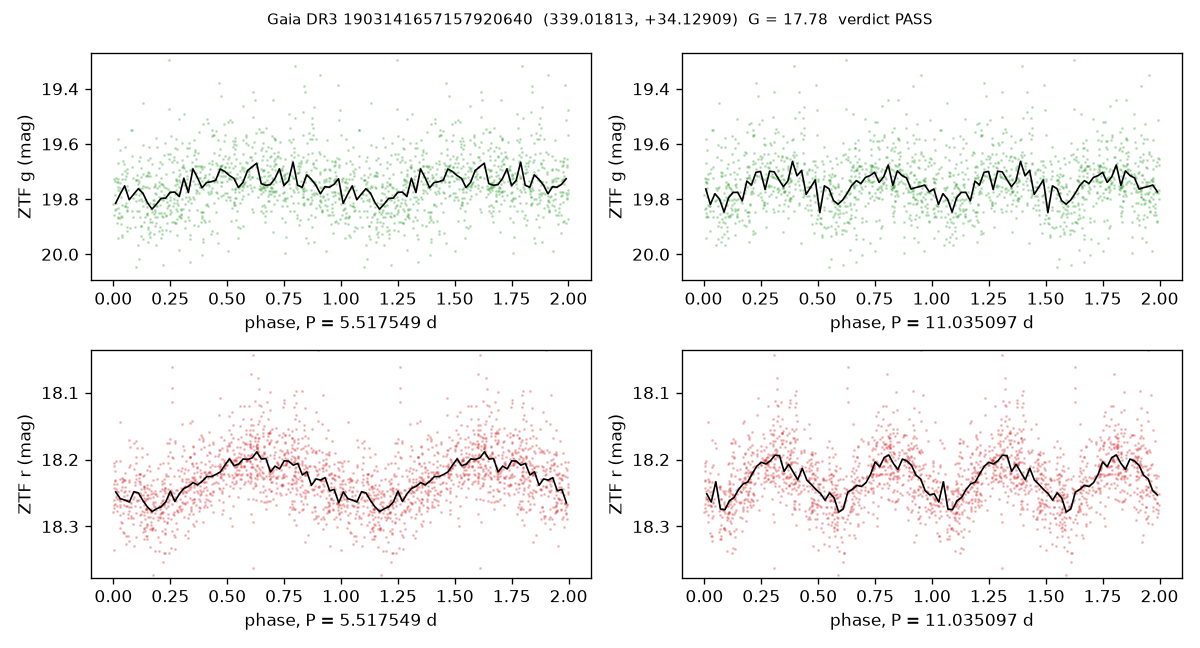 Gaia DR3 1903141657157920640 (339.01813, +34.12909) G = 17.78 verdict PASS
ZTF g (mag)
19.4
19.6
19.8
20.0
0.00 0.25 0.50 0.75 1.00 1.25 1.50 1.75 2.00
phase, P = 5.517549 d
ZTF g (mag)
19.4
19.6
19.8
20.0
0.00 0.25 0.50 0.75 1.00 1.25 1.50 1.75 2.00
phase, P = 11.035097 d
ZTF r (mag)
18.1
18.2
18.3
0.00 0.25 0.50 0.75 1.00 1.25 1.50 1.75 2.00
phase, P = 5.517549 d
ZTF r (mag)
18.1
18.2
18.3
0.00 0.25 0.50 0.75 1.00 1.25 1.50 1.75 2.00
phase, P = 11.035097 d